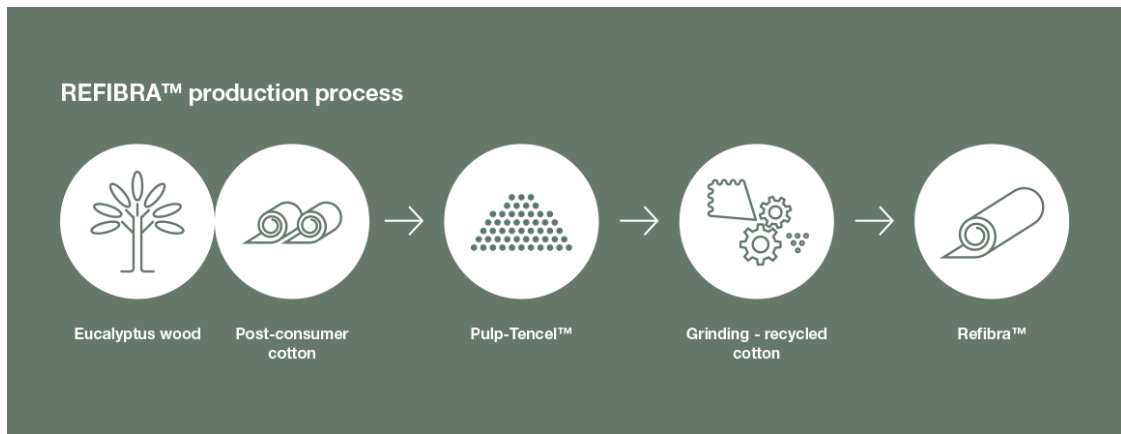 REFIBRA™ production process
Eucalyptus wood
Post-consumer
cotton
Pulp-Tencel™
Grinding - recycled
cotton
Refibra™